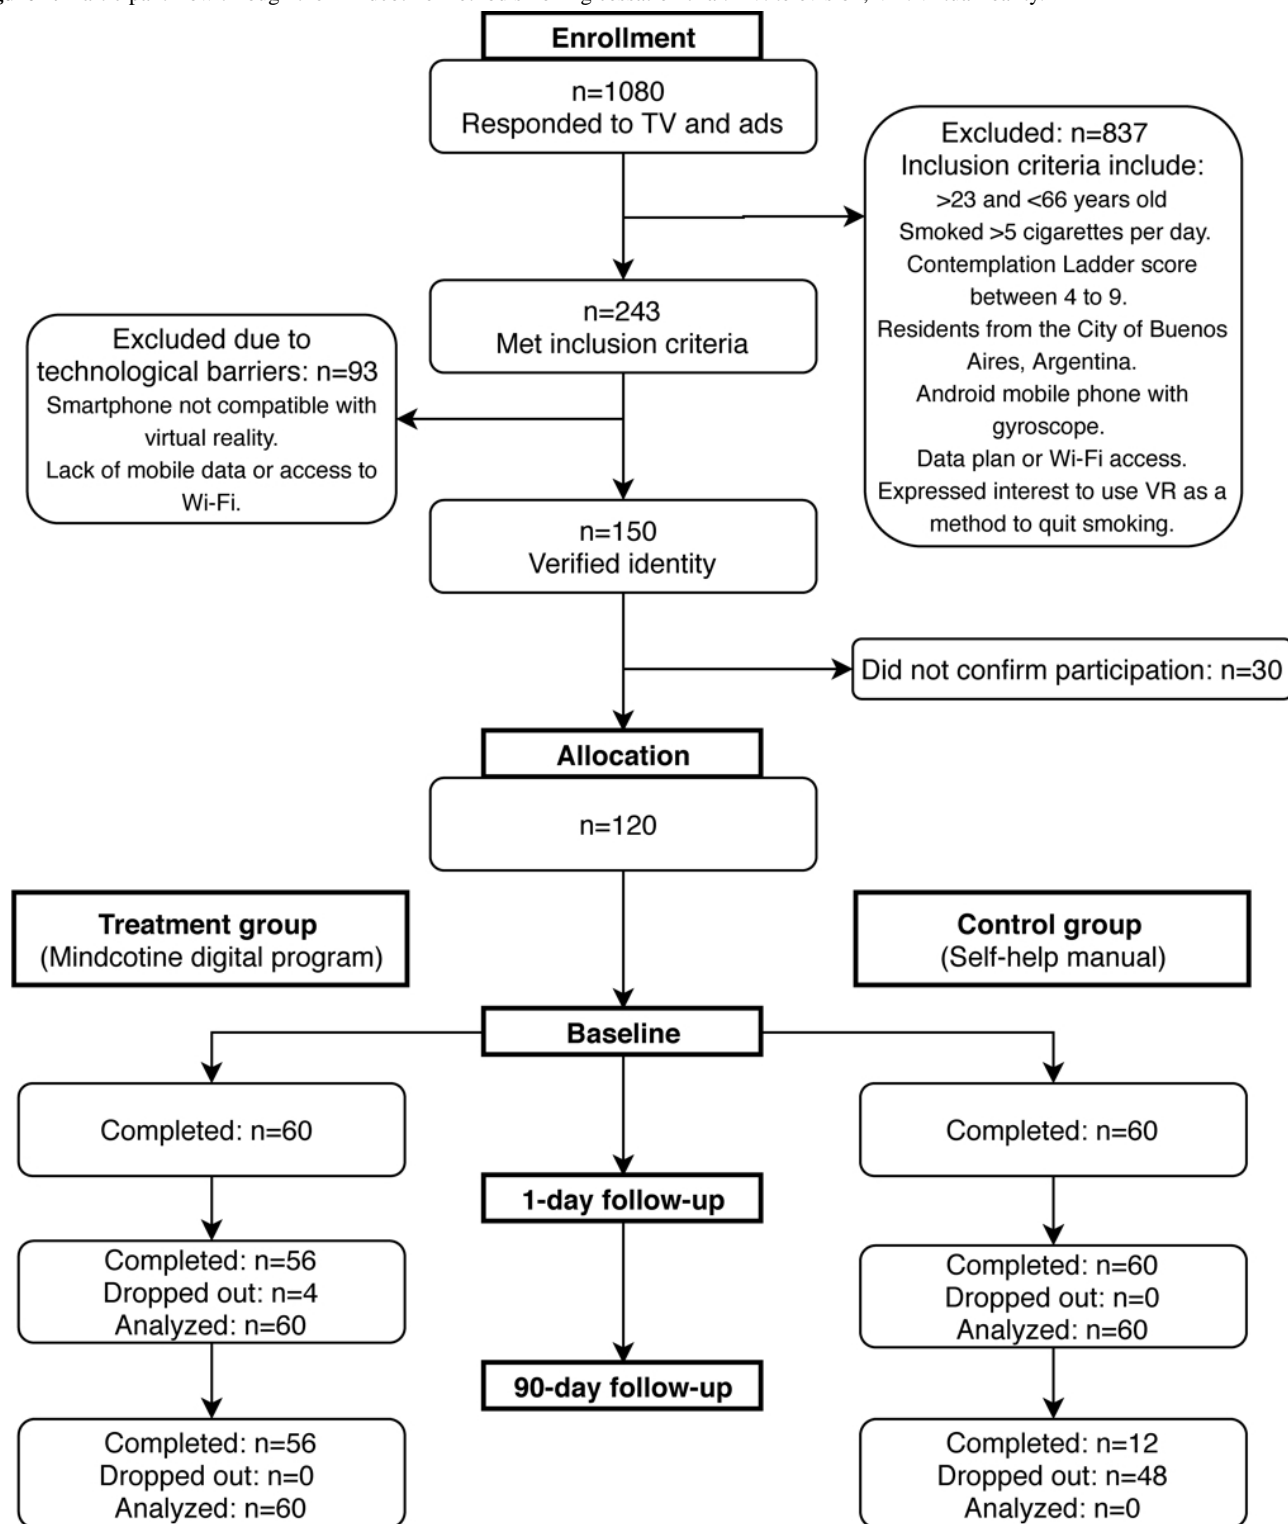 Enrollment
n=1080
Responded to TV and ads
Excluded: n=837
Inclusion criteria include:
>23 and <66 years old
Smoked >5 cigarettes per day.
Contemplation Ladder score
between 4 to 9.
Residents from the City of Buenos
Aires, Argentina.
Android mobile phone with
gyroscope.
Data plan or Wi-Fi access.
Expressed interest to use VR as a
method to quit smoking.
n=243
Met inclusion criteria
Excluded due to
technological barriers: n=93
Smartphone not compatible with
virtual reality.
Lack of mobile data or access to
Wi-Fi.
n=150
Verified identity
Did not confirm participation: n=30
Allocation
n=120
Treatment group
(Mindcotine digital program)
Control group
(Self-help manual)
Baseline
Completed: n=60
Completed: n=60
1-day follow-up
Completed: n=56
Dropped out: n=4
Analyzed: n=60
Completed: n=60
Dropped out: n=0
Analyzed: n=60
90-day follow-up
Completed: n=56
Dropped out: n=0
Analyzed: n=60
Completed: n=12
Dropped out: n=48
Analyzed: n=0